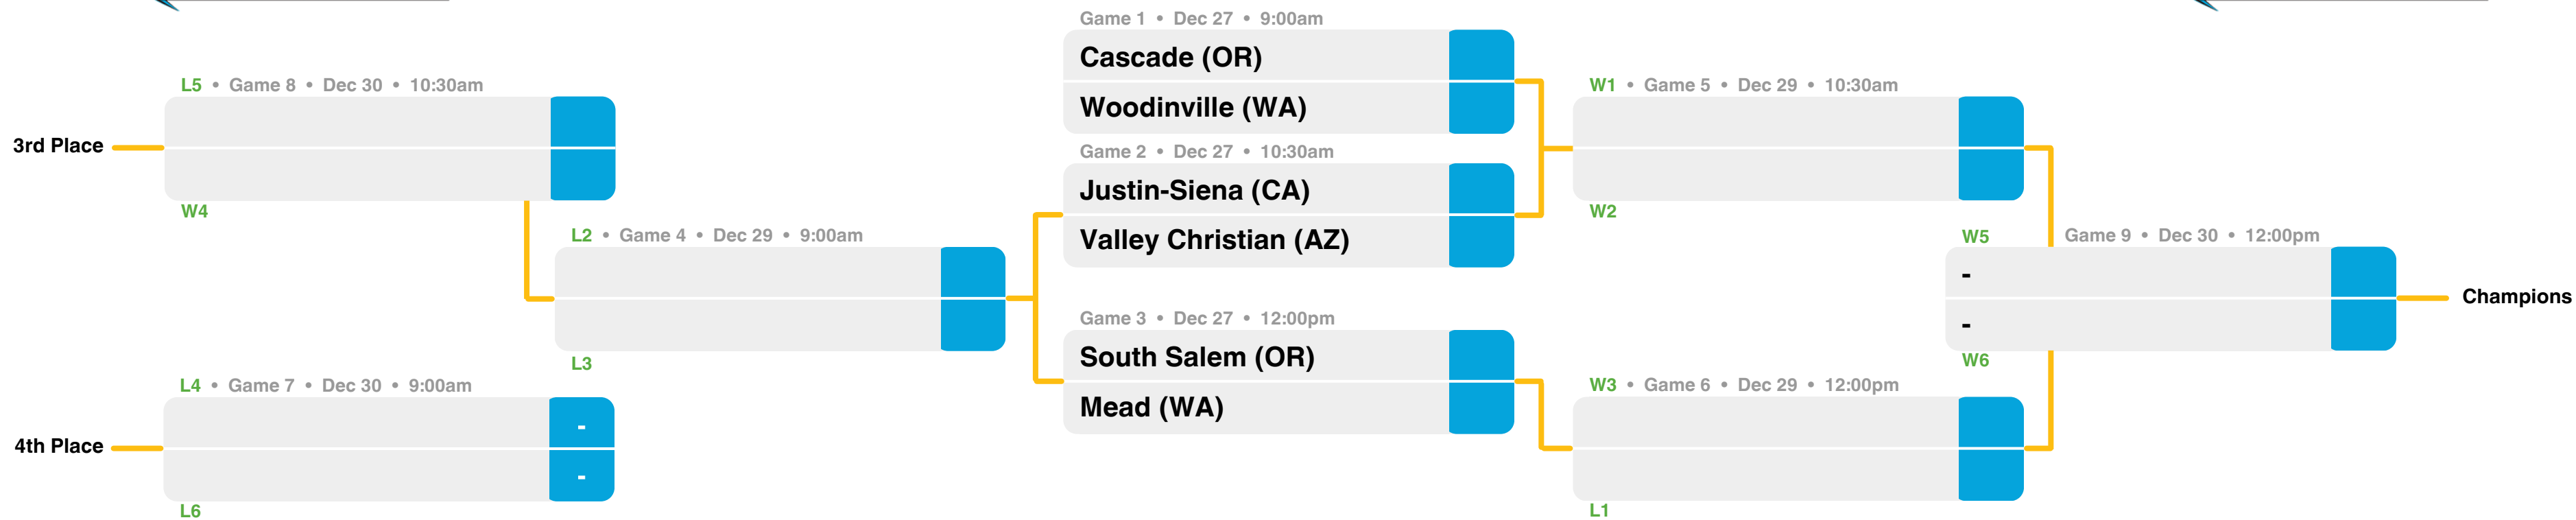 Game 1 • Dec 27 • 9:00am
Cascade (OR)
Woodinville (WA)
L5 • Game 8 • Dec 30 • 10:30am
3rd Place
W4
Game 2 • Dec 27 • 10:30am
Justin-Siena (CA)
Valley Christian (AZ)
W1 • Game 5 • Dec 29 • 10:30am
W2
L2 • Game 4 • Dec 29 • 9:00am
L3
W5 Game 9 • Dec 30 • 12:00pm
-
-
W6
Champions
Game 3 • Dec 27 • 12:00pm
South Salem (OR)
Mead (WA)
L4 • Game 7 • Dec 30 • 9:00am
-
4th Place
-
L6
W3 • Game 6 • Dec 29 • 12:00pm
L1